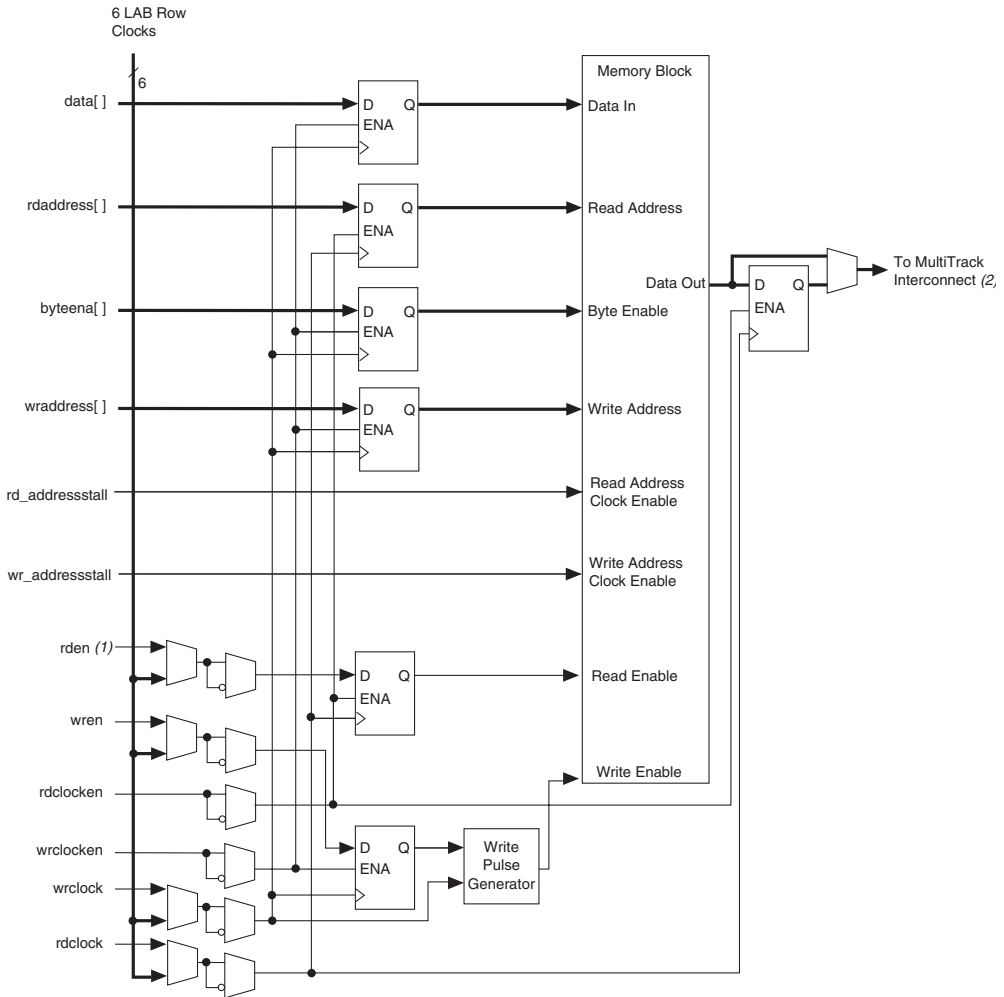 6 LAB Row
Clocks
6
Memory Block
data[ ]
D Q
ENA
Data In
rdaddress[ ]
D Q
ENA
Read Address
To MultiTrack
Interconnect (2)
Data Out
D Q
ENA
byteena[ ]
D Q
ENA
Byte Enable
wraddress[ ]
D Q
ENA
Write Address
rd_addressstall
Read Address
Clock Enable
wr_addressstall
Write Address
Clock Enable
rden (1)
D Q
ENA
Read Enable
wren
Write Enable
rdclocken
wrclocken
D Q
ENA
Write
Pulse
Generator
wrclock
rdclock